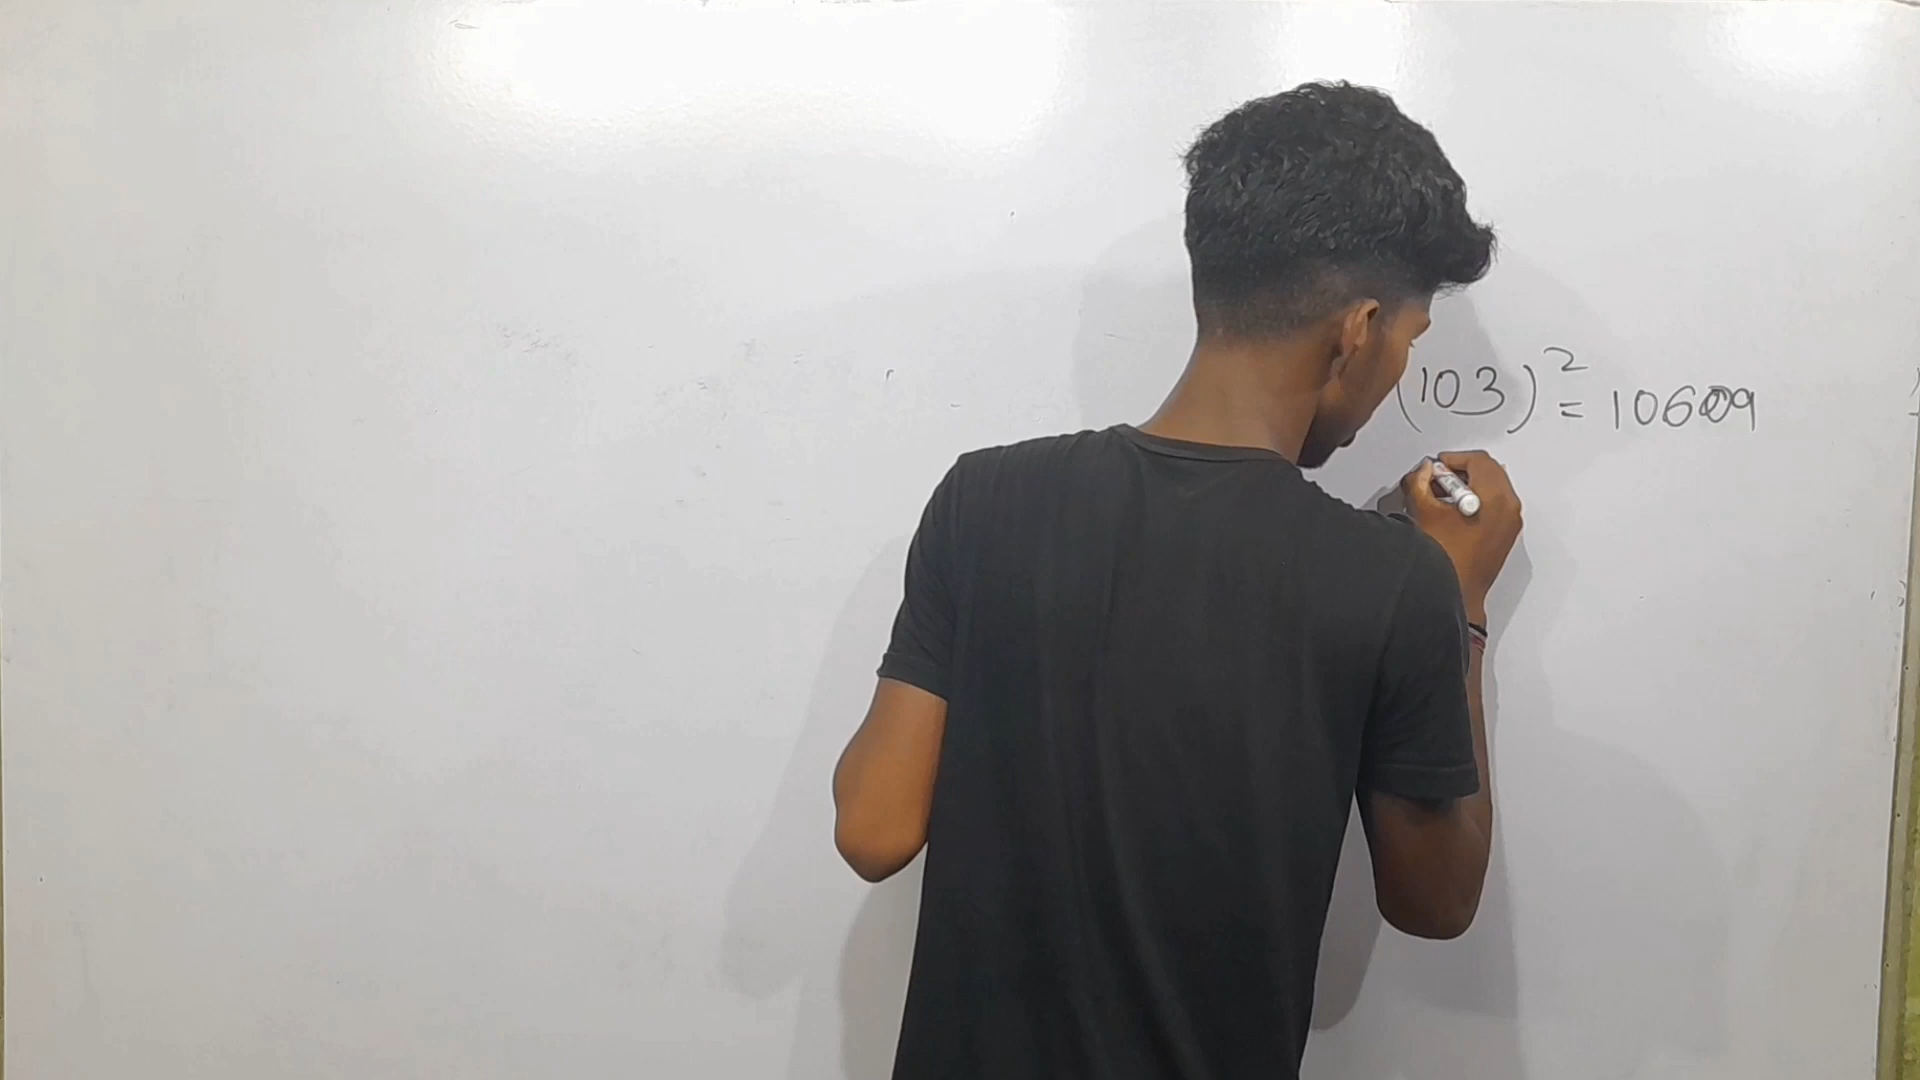 (103)² = 10609